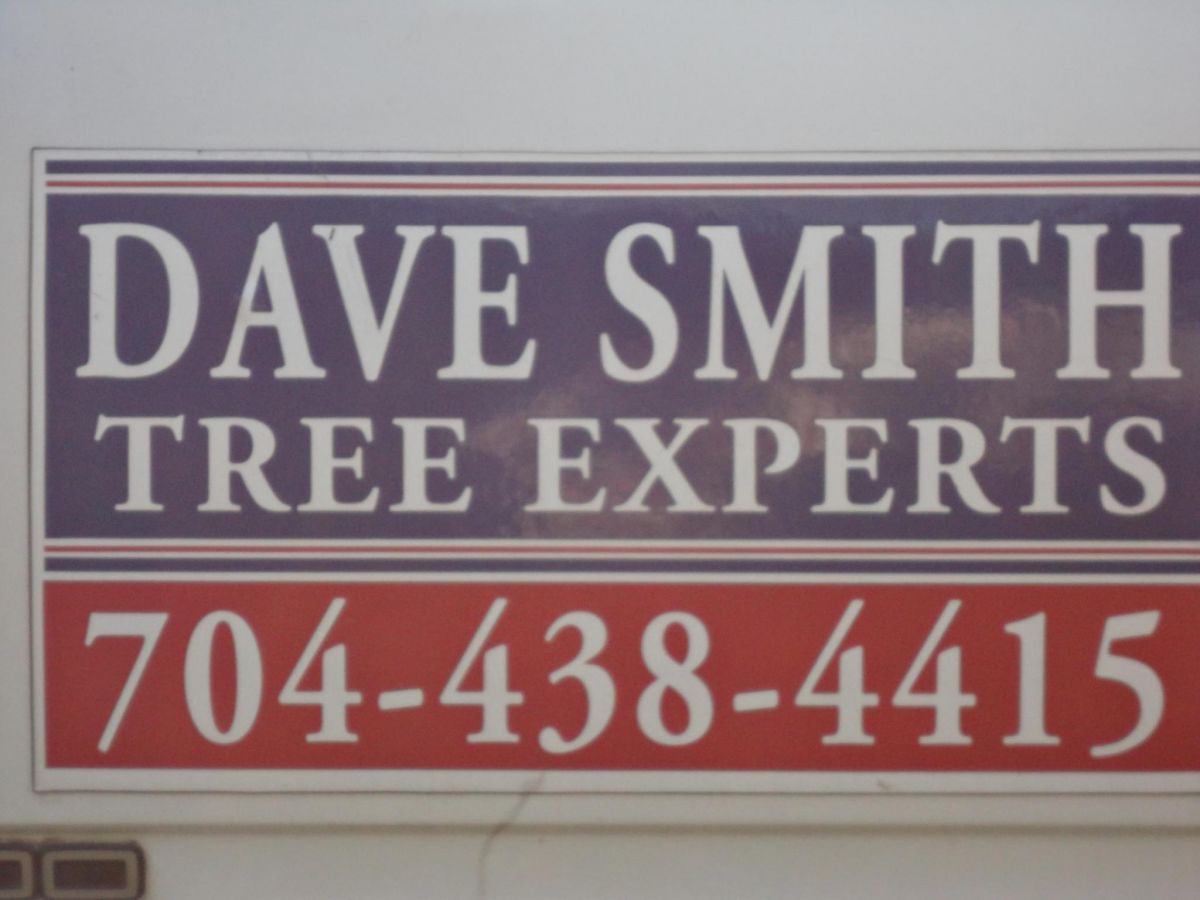 DAVE SMITH
TREE EXPERTS
704-438-4415